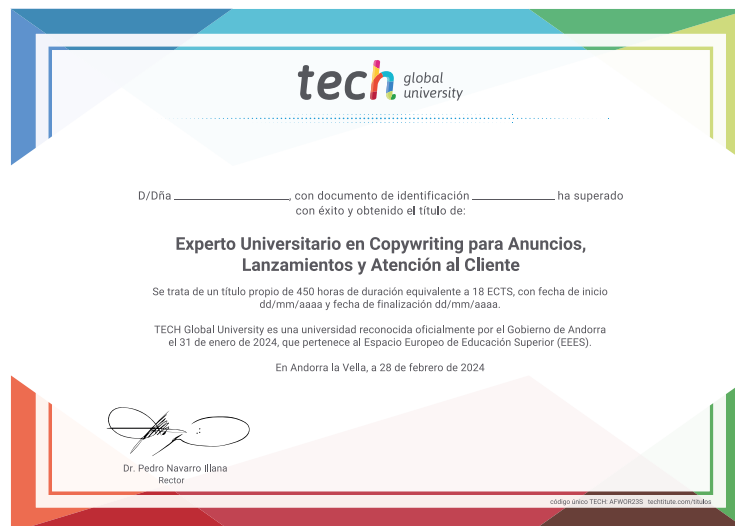 tech global university
D/Dña ____________________, con documento de identificación ______________ ha superado
con éxito y obtenido el título de:
Experto Universitario en Copywriting para Anuncios,
Lanzamientos y Atención al Cliente
Se trata de un título propio de 450 horas de duración equivalente a 18 ECTS, con fecha de inicio
dd/mm/aaaa y fecha de finalización dd/mm/aaaa.
TECH Global University es una universidad reconocida oficialmente por el Gobierno de Andorra
el 31 de enero de 2024, que pertenece al Espacio Europeo de Educación Superior (EEES).
En Andorra la Vella, a 28 de febrero de 2024
Dr. Pedro Navarro Illana
Rector
código único TECH: AFWOR23S techtitute.com/titulos